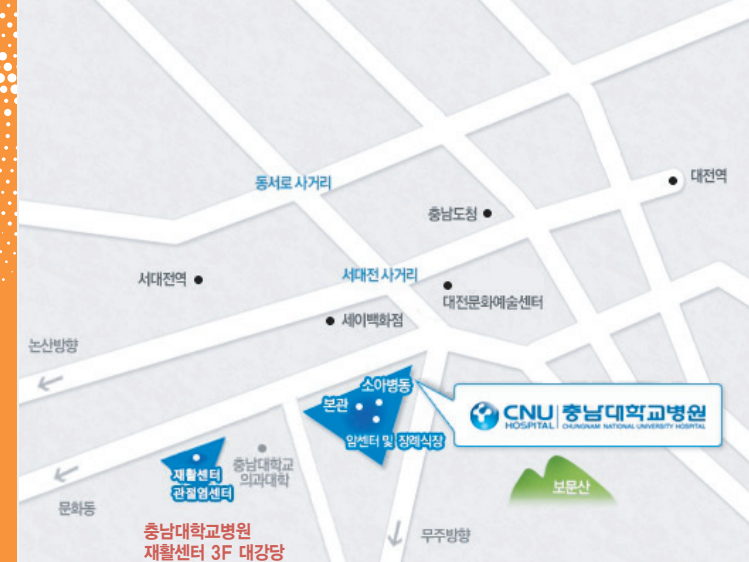 동서로 사거리
대전역
충남도청
서대전역
서대전 사거리
대전문화예술센터
세이백화점
논산방향
소아병동
본관
암센터 및 장례식장
CNU
HOSPITAL
충남대학교병원
CHUNGNAM NATIONAL UNIVERSITY HOSPITAL
재활센터
관절염센터
충남대학교
의과대학
보문산
문화동
무주방향
충남대학교병원
재활센터 3F 대강당